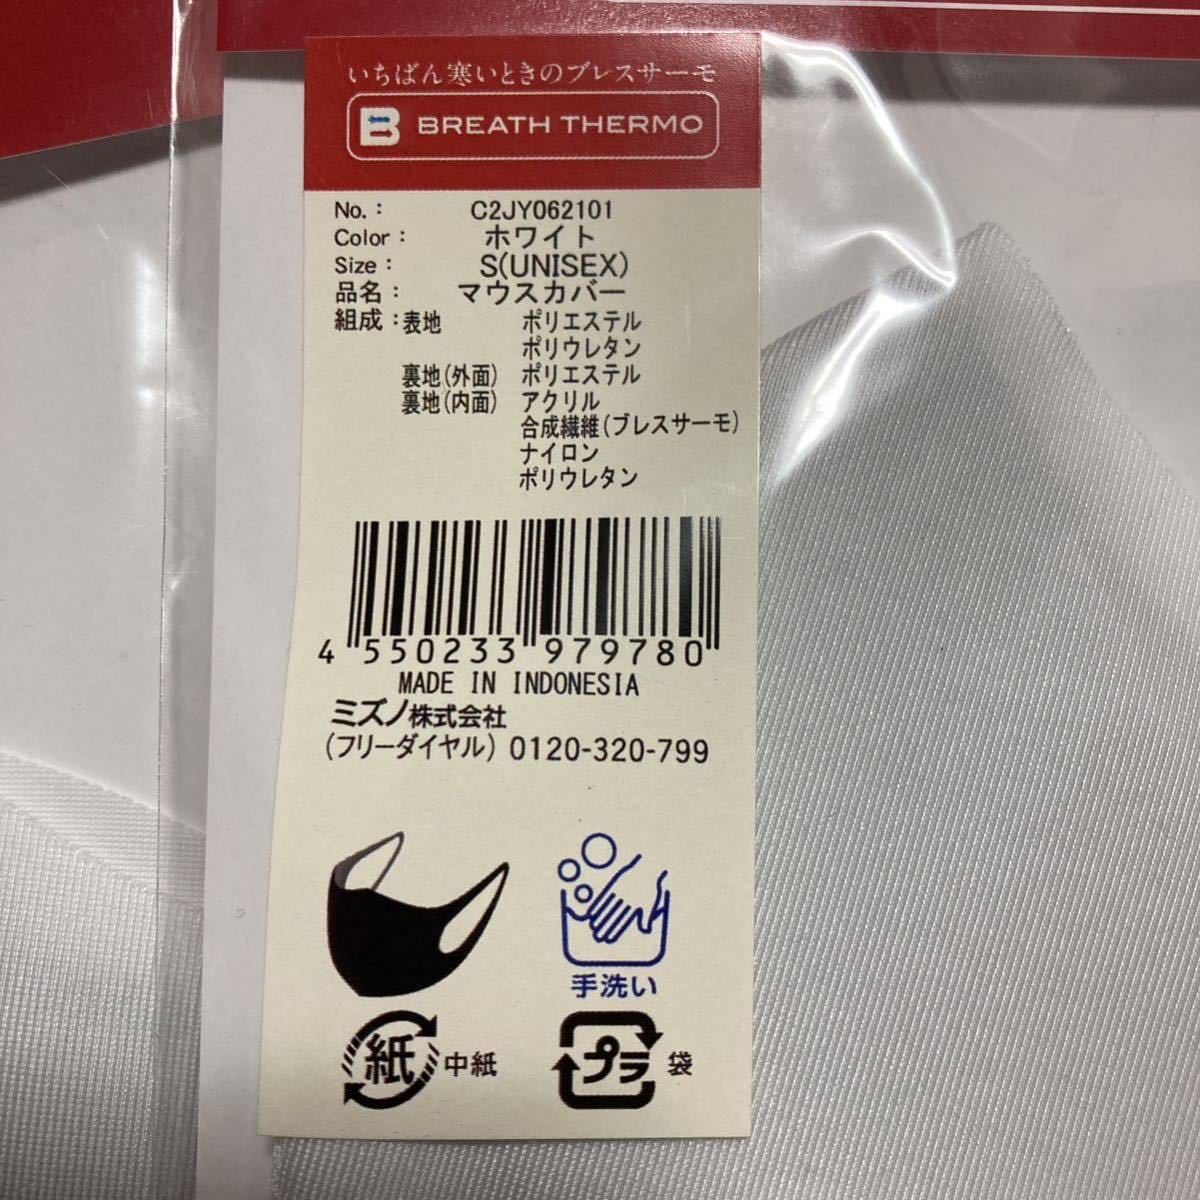 いちばん寒いときのブレスサーモ
B BREATH THERMO
No.: C2JY062101
Color: ホワイト
Size: S(UNISEX)
品名: マウスカバー
組成:表地 ポリエステル
ポリウレタン
裏地(外面) ポリエステル
裏地(内面) アクリル
合成繊維(ブレスサーモ)
ナイロン
ポリウレタン
4 550233 979780
MADE IN INDONESIA
ミズノ株式会社
(フリーダイヤル) 0120-320-799
手洗い
紙 中紙
プラ 袋